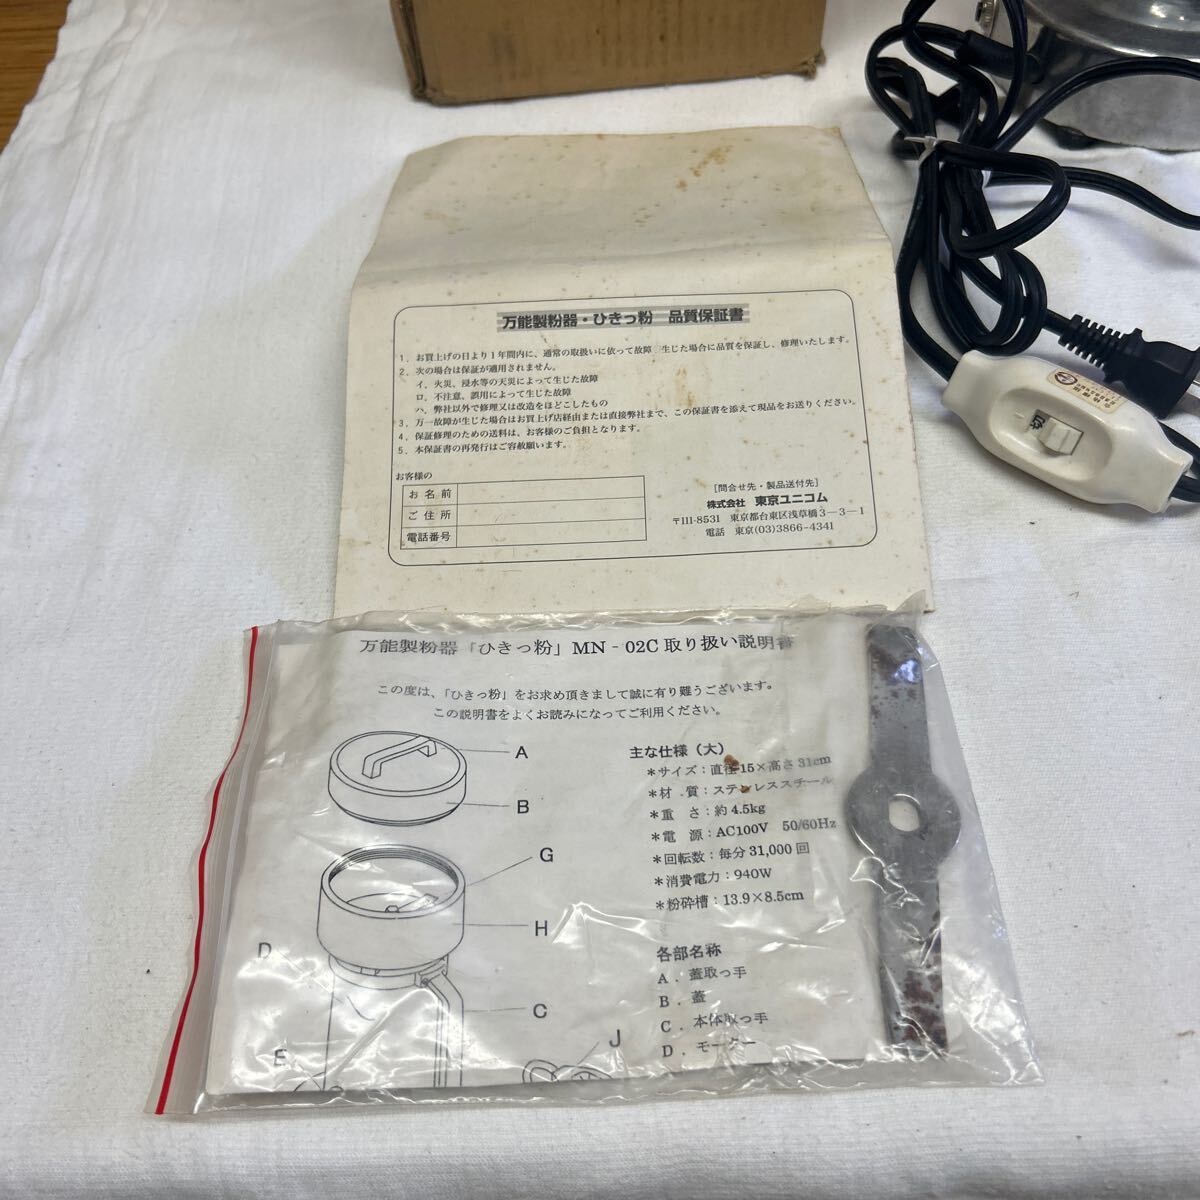 万能製粉器・ひきっ粉　品質保証書
1．お買上げの日より1年間内に、通常の取扱いに依って故障 生じた場合に品質を保証し、修理いたします。
2．次の場合は保証が適用されません。
イ．火災、浸水等の天災によって生じた故障
ロ．不注意、誤用によって生じた故障
ハ．弊社以外で修理又は改造をほどこしたもの
3．万一故障が生じた場合はお買上げ店経由または直接弊社まで、この保証書を添えて現品をお送りください。
4．保証修理のための送料は、お客様のご負担となります。
5．本保証書の再発行はご容赦願います。
お客様の
お名前
ご住所
電話番号
［問合せ先・製品送付先］
株式会社　東京ユニコム
〒111-8531　東京都台東区浅草橋3－3－1
電話　東京(03)3866-4341
切
万能製粉器「ひきっ粉」MN‐02C 取り扱い説明書
この度は、「ひきっ粉」をお求め頂きまして誠に有り難うございます。
この説明書をよくお読みになってご利用ください。
A
B
G
H
D
C
E
J
主な仕様（大）
＊サイズ：直径15×高さ31cm
＊材　質：ステンレススチール
＊重　さ：約4.5kg
＊電　源：AC100V　50/60Hz
＊回転数：毎分31,000回
＊消費電力：940W
＊粉砕槽：13.9×8.5cm
各部名称
A．蓋取っ手
B．蓋
C．本体取っ手
D．モーター